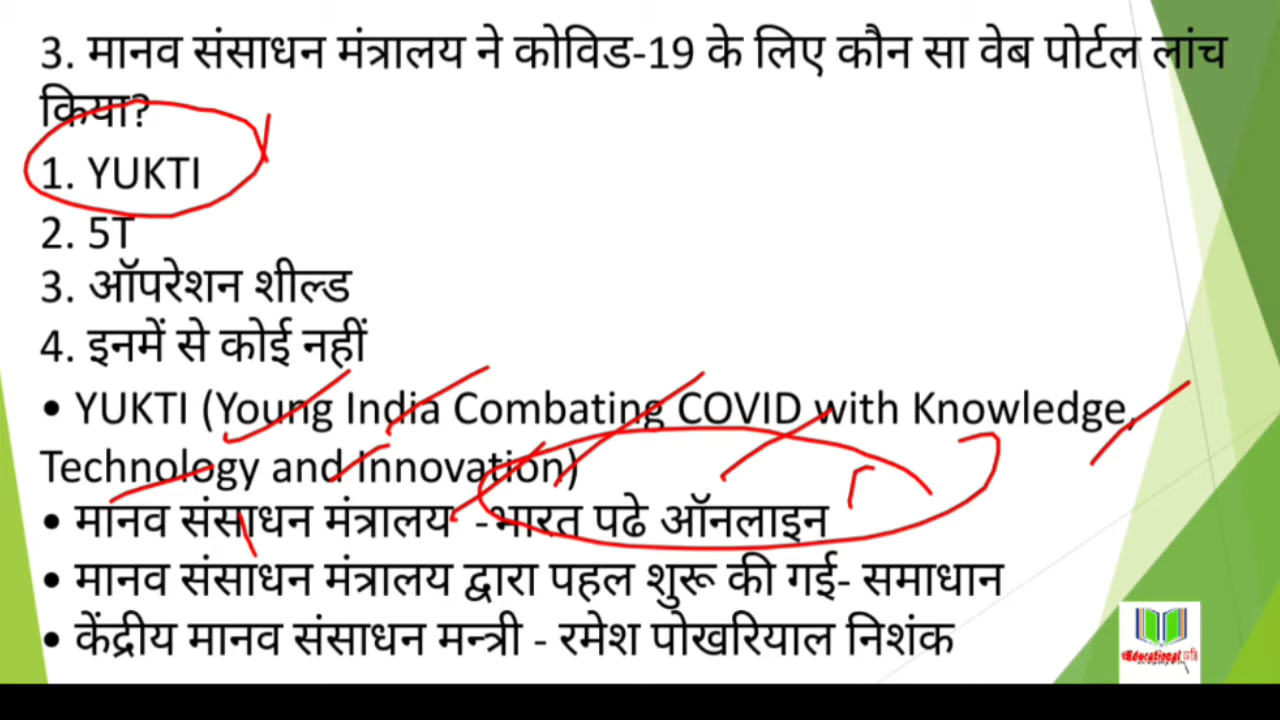 3. मानव संसाधन मंत्रालय ने कोविड-19 के लिए कौन सा वेब पोर्टल लांच
किया?
1. YUKTI
2. 5T
3. ऑपरेशन शील्ड
4. इनमें से कोई नहीं
• YUKTI (Young India Combating COVID with Knowledge,
Technology and Innovation)
• मानव संसाधन मंत्रालय -भारत पढे ऑनलाइन
• मानव संसाधन मंत्रालय द्वारा पहल शुरू की गई- समाधान
• केंद्रीय मानव संसाधन मन्त्री - रमेश पोखरियाल निशंक
Educational